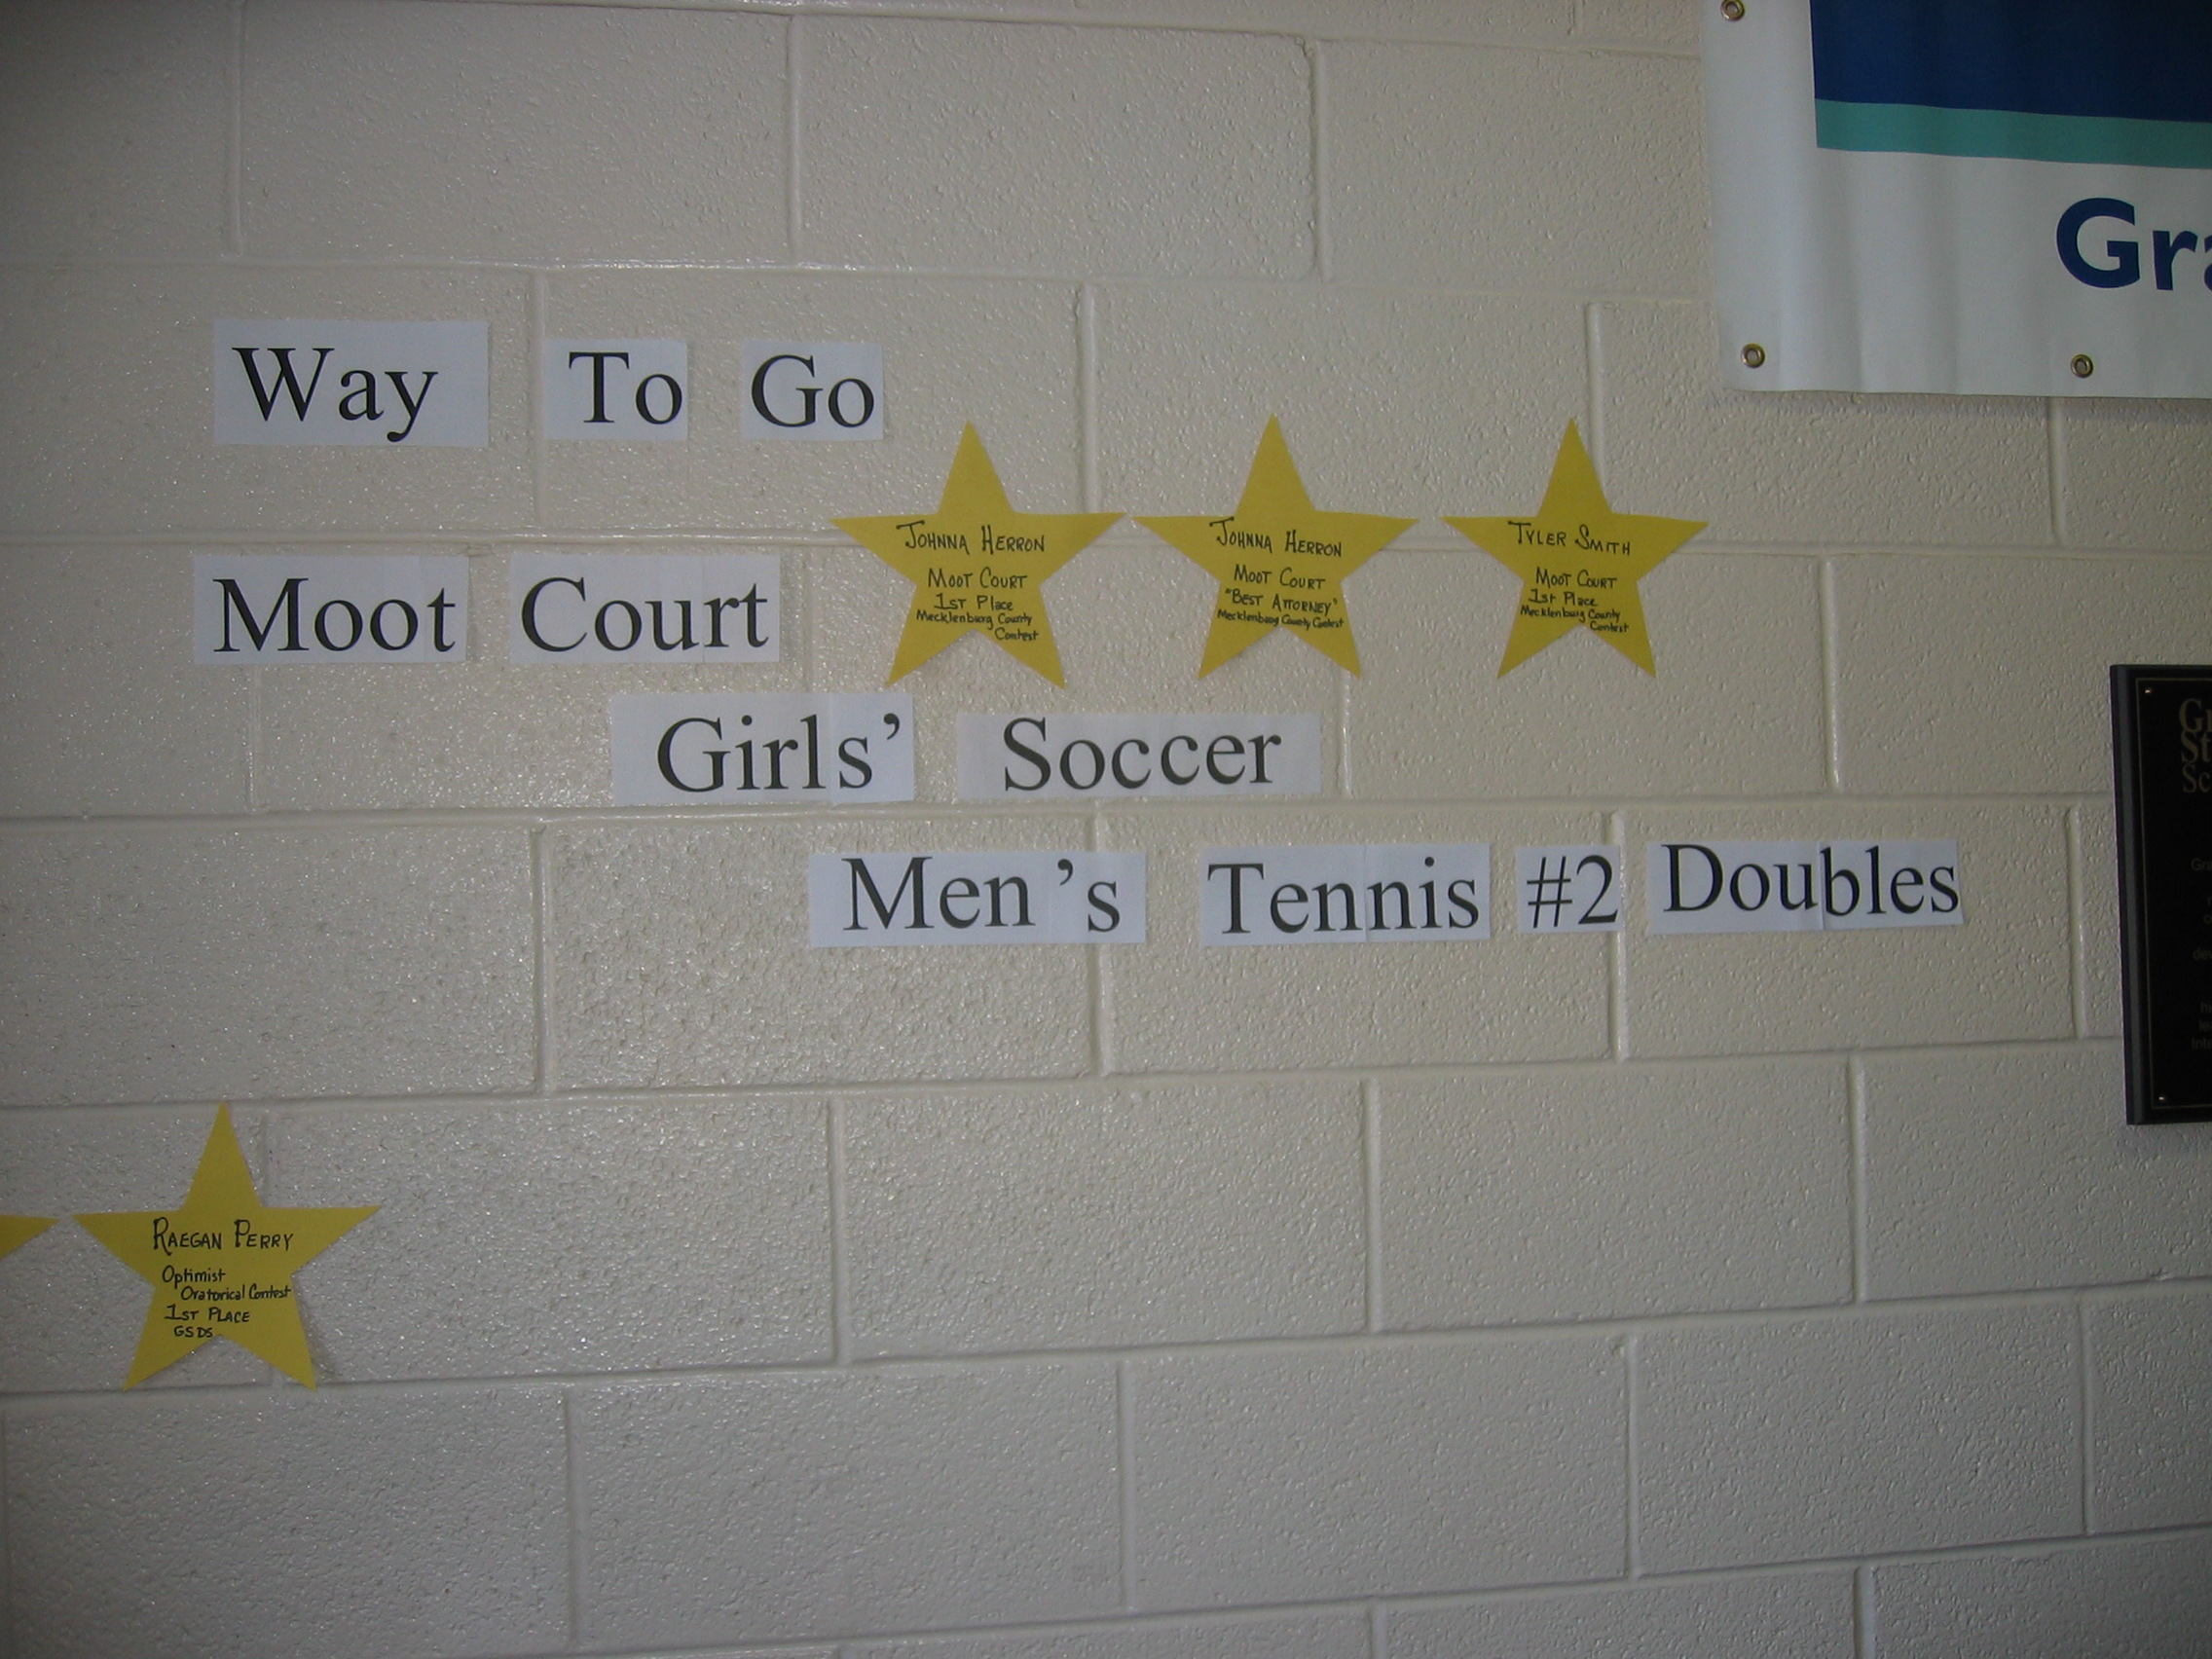 Gra
Way To Go
Moot Court
JOHNNA HERRON
MOOT COURT
1ST Place
Mecklenburg County
Contest
JOHNNA HERRON
MOOT COURT
"BEST ATTORNEY"
Mecklenburg County Contest
TYLER SMITH
MOOT COURT
1st Place
Mecklenburg County
Contest
Girls' Soccer
Men's Tennis #2 Doubles
RAEGAN PERRY
Optimist
Oratorical Contest
1ST PLACE
GSDS